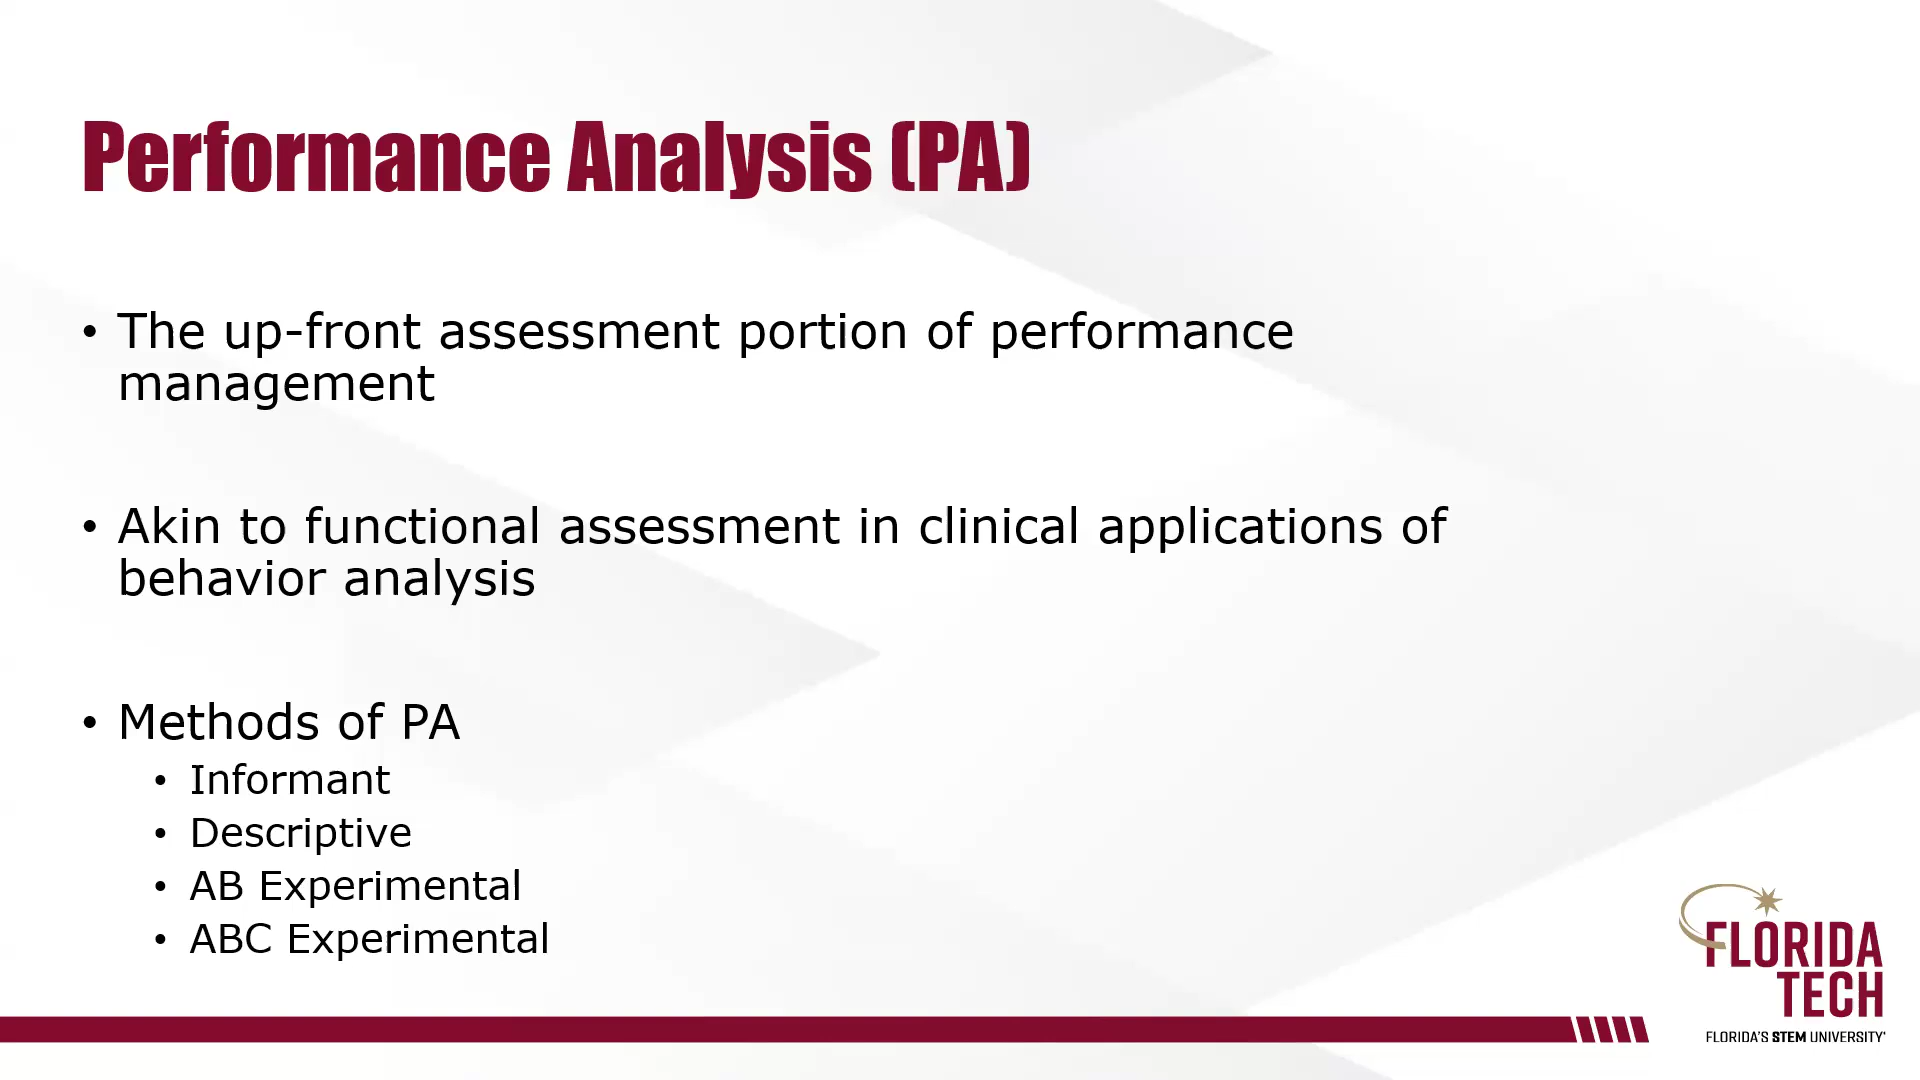 Performance Analysis (PA)
• The up-front assessment portion of performance
management
• Akin to functional assessment in clinical applications of
behavior analysis
• Methods of PA
• Informant
• Descriptive
• AB Experimental
• ABC Experimental
FLORIDA
TECH
FLORIDA'S STEM UNIVERSITY